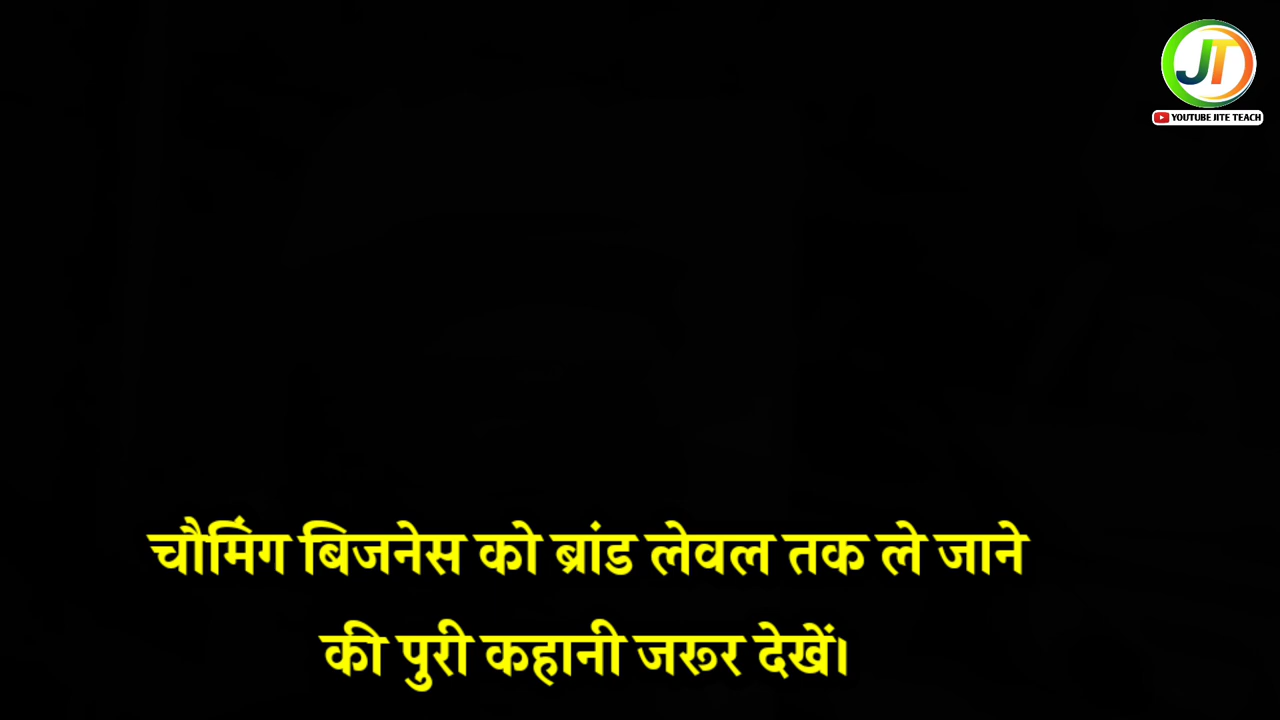 JT
YOUTUBE JITE TEACH
चौमिंग बिजनेस को ब्रांड लेवल तक ले जाने
की पुरी कहानी जरूर देखें।